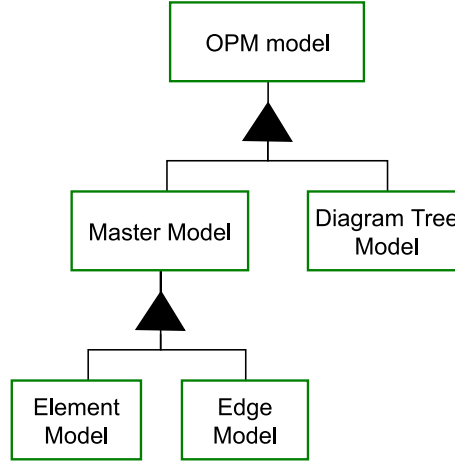 OPM model
Master Model
Diagram Tree
Model
Element
Model
Edge
Model